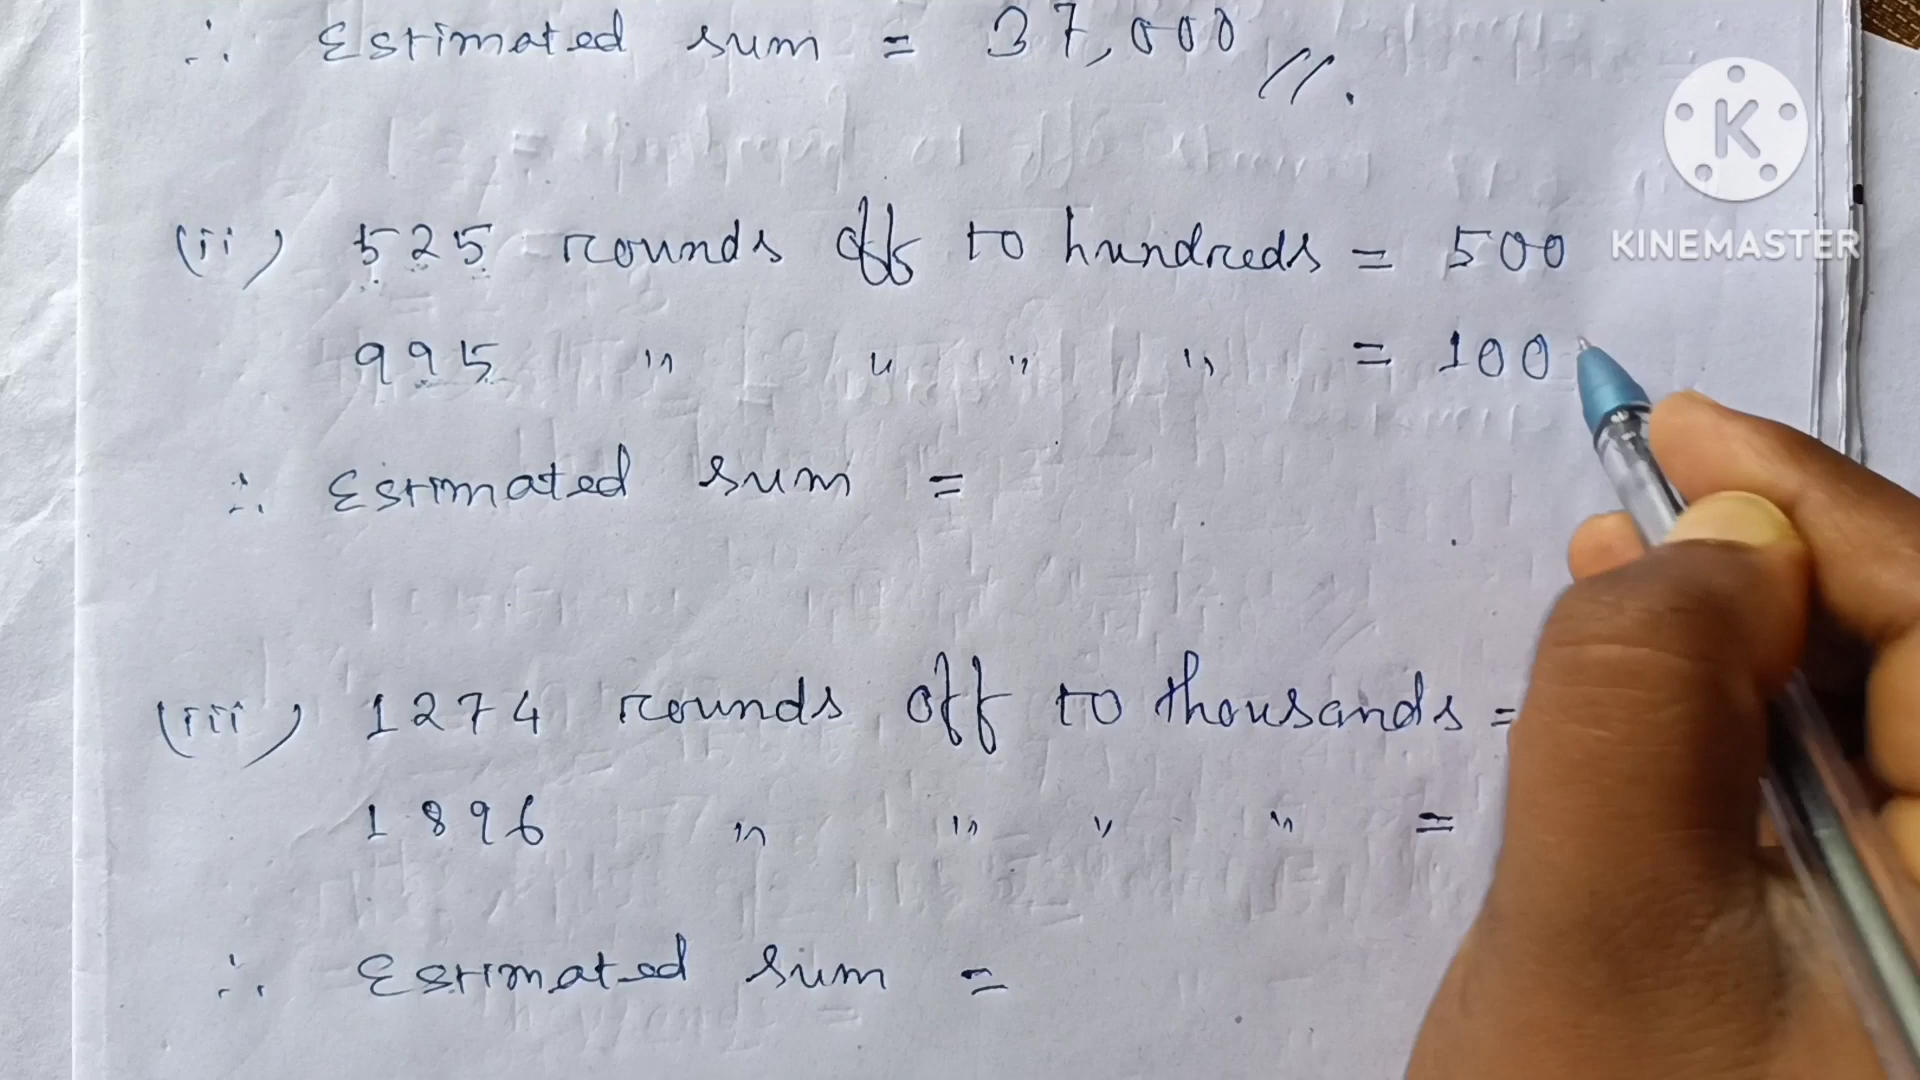 ∴ Estimated sum = 37,000 //.
K
KINEMASTER
(ii) 525 rounds off to hundreds = 500
995 " " " " = 100
∴ Estimated sum =
(iii) 1274 rounds off to thousands =
1896 " " " " =
∴ Estimated sum =